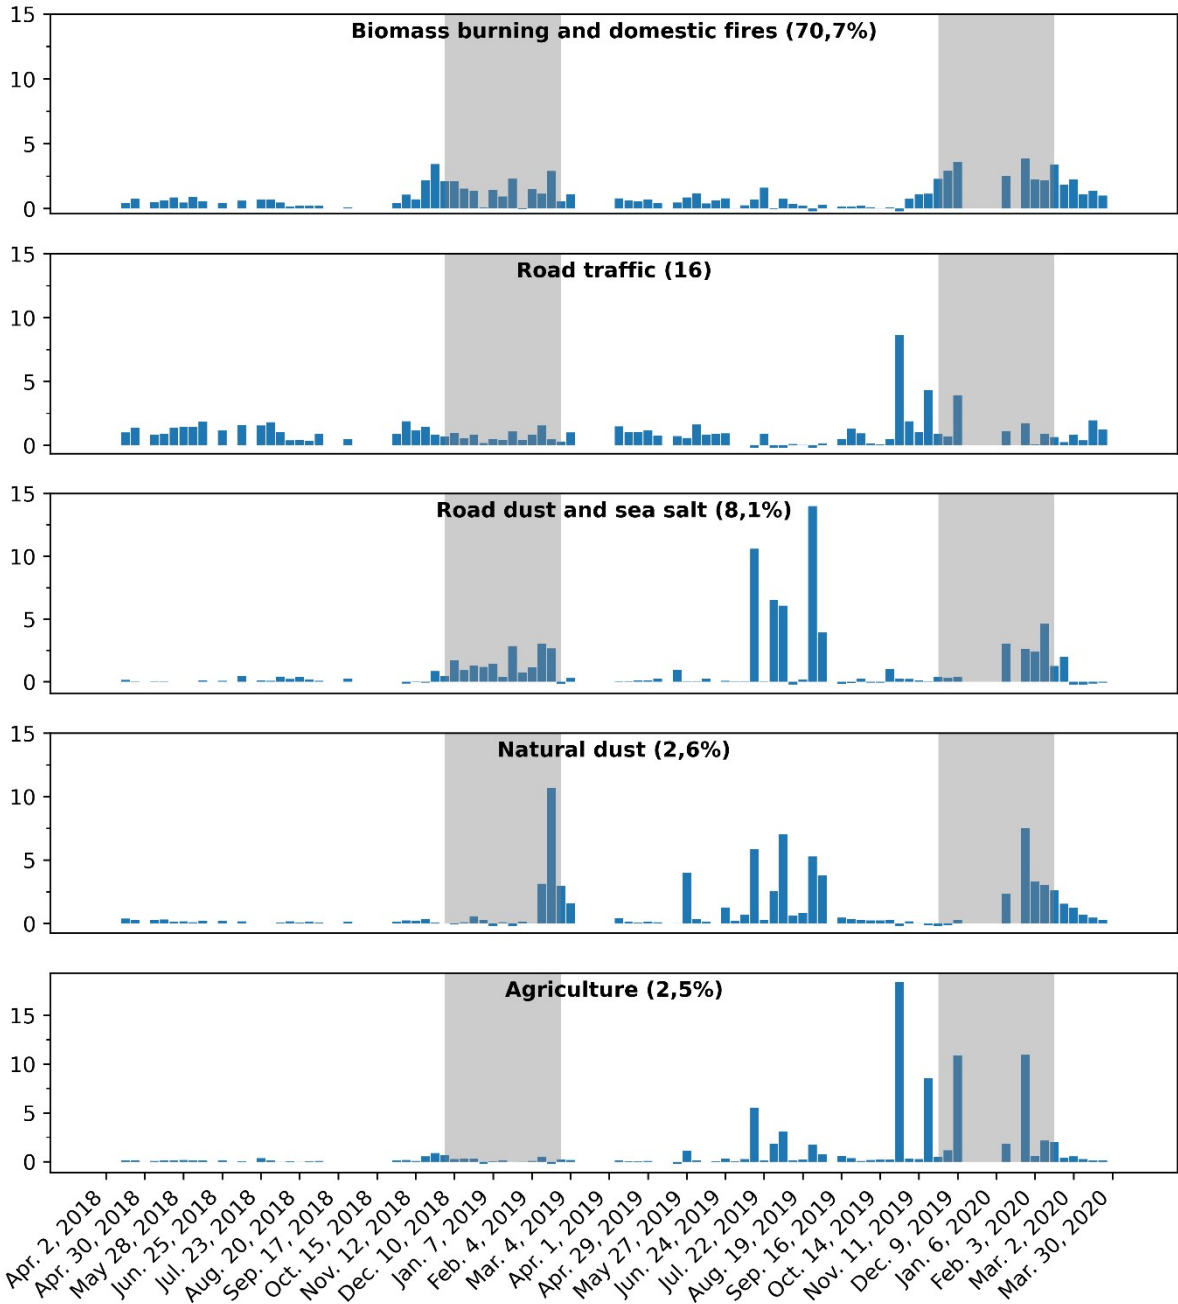 15
Biomass burning and domestic fires (70,7%)
10
5
0
15
Road traffic (16)
10
5
0
15
Road dust and sea salt (8,1%)
10
5
0
15
Natural dust (2,6%)
10
5
0
Agriculture (2,5%)
15
10
5
0
Apr. 2, 2018
Apr. 30, 2018
May 28, 2018
Jun. 25, 2018
Jul. 23, 2018
Aug. 20, 2018
Sep. 17, 2018
Oct. 15, 2018
Nov. 12, 2018
Dec. 10, 2018
Jan. 7, 2019
Feb. 4, 2019
Mar. 4, 2019
Apr. 1, 2019
Apr. 29, 2019
May 27, 2019
Jun. 24, 2019
Jul. 22, 2019
Aug. 19, 2019
Sep. 16, 2019
Oct. 14, 2019
Nov. 11, 2019
Dec. 9, 2019
Jan. 6, 2020
Feb. 3, 2020
Mar. 2, 2020
Mar. 30, 2020